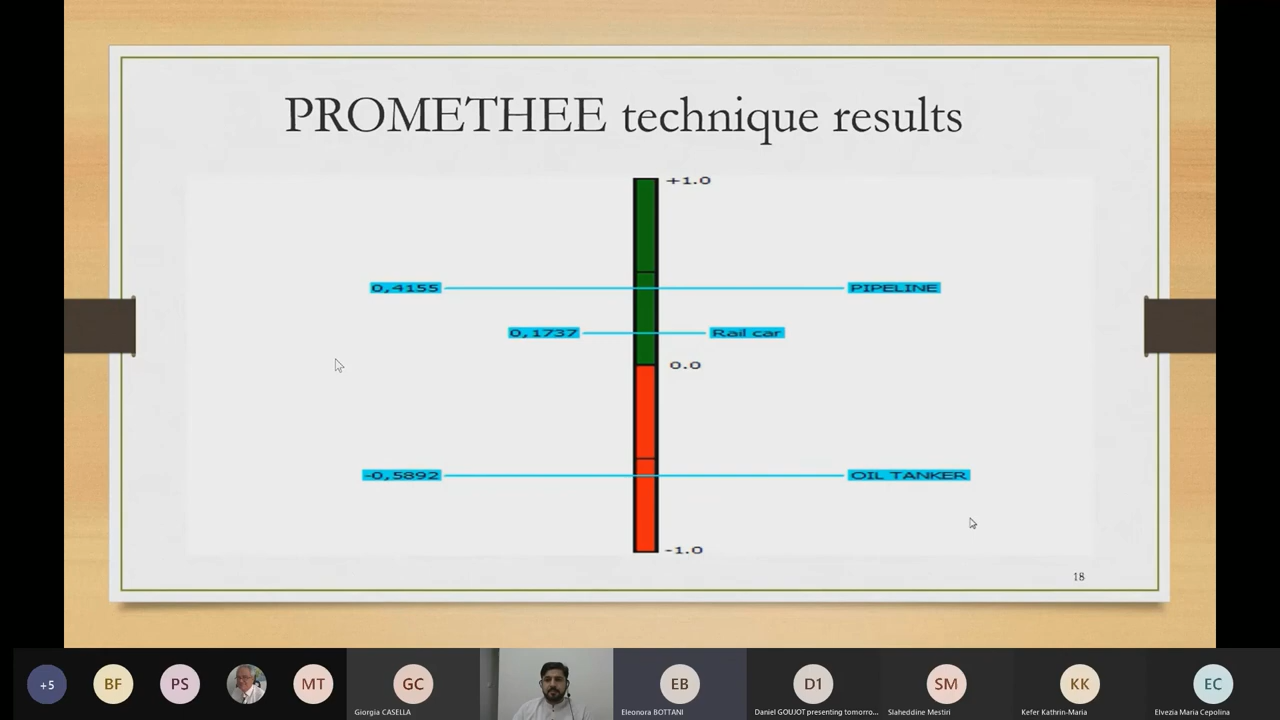 PROMETHEE technique results
+1.0
0,4155 PIPELINE
0,1737 Rail car
0.0
-0,5892 OIL TANKER
-1.0
18
+5 BF PS MT GC EB D1 SM KK EC
Giorgia CASELLA Eleonora BOTTANI Daniel GOUJOT presenting tomorro... Slaheddine Mestiri Kefer Kathrin-Maria Elvezia Maria Cepolina